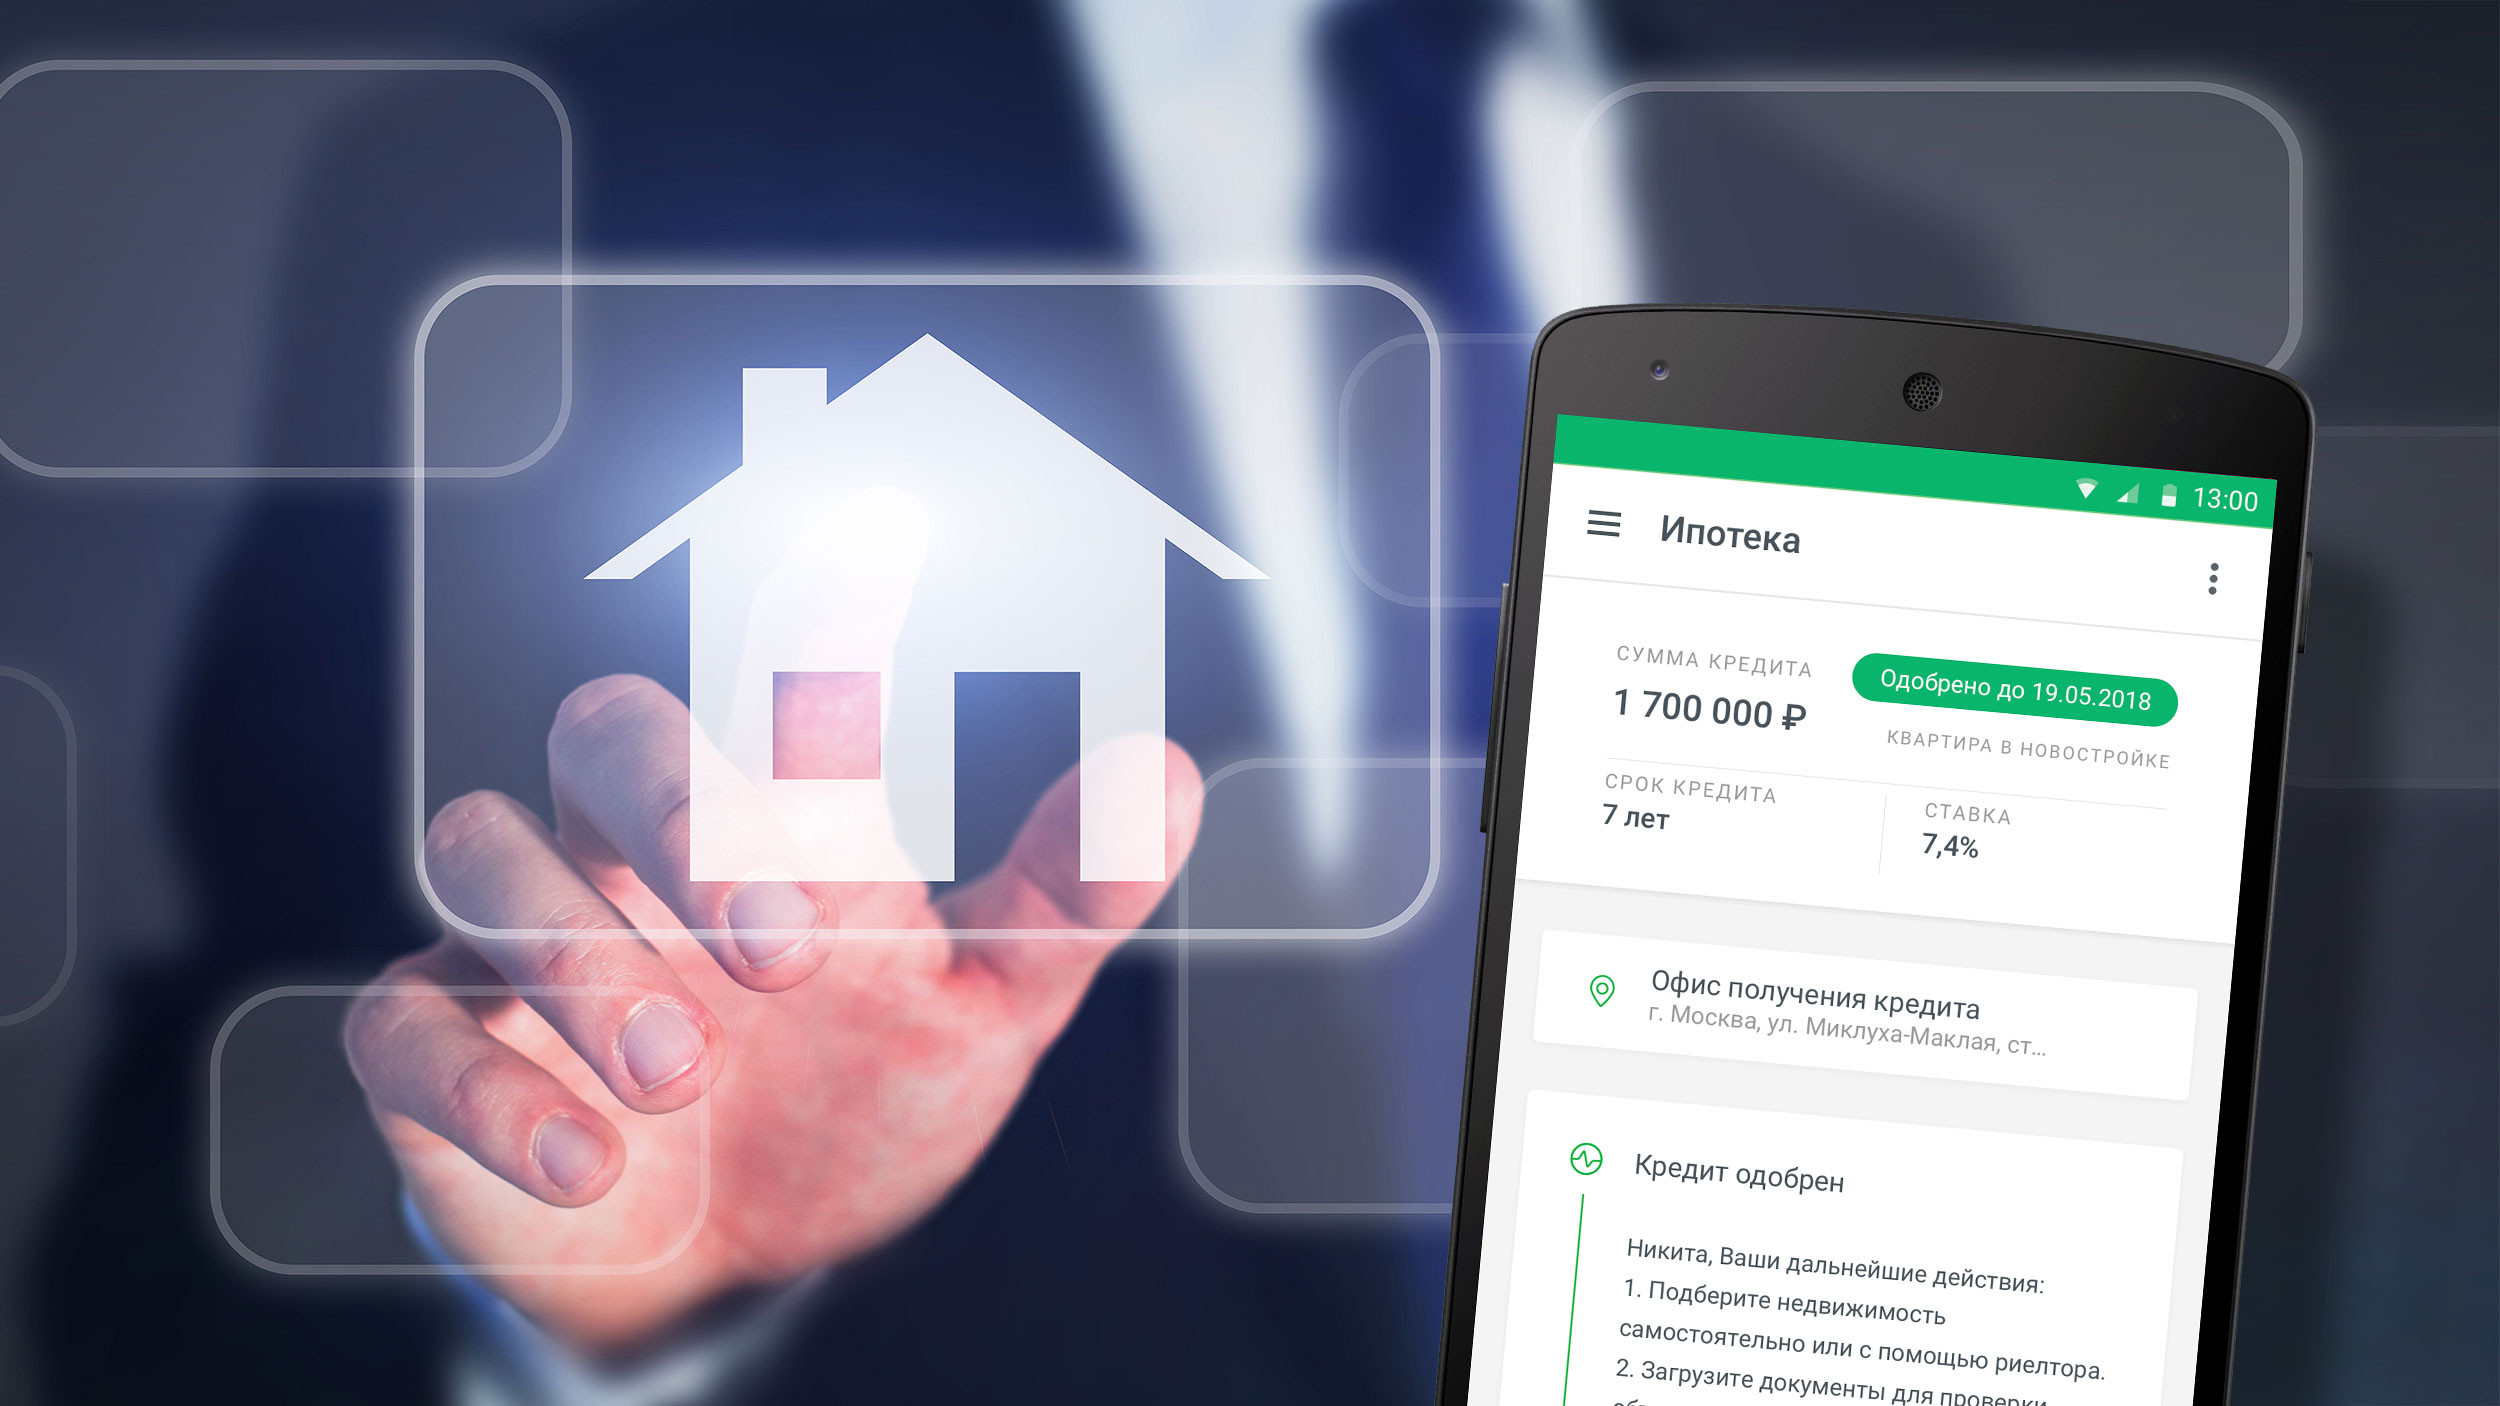 13:00
Ипотека
СУММА КРЕДИТА
1 700 000 ₽
Одобрено до 19.05.2018
КВАРТИРА В НОВОСТРОЙКЕ
СРОК КРЕДИТА
7 лет
СТАВКА
7,4%
Офис получения кредита
г. Москва, ул. Миклуха-Маклая, ст...
Кредит одобрен
Никита, Ваши дальнейшие действия:
1. Подберите недвижимость
самостоятельно или с помощью риелтора.
2. Загрузите документы для проверки